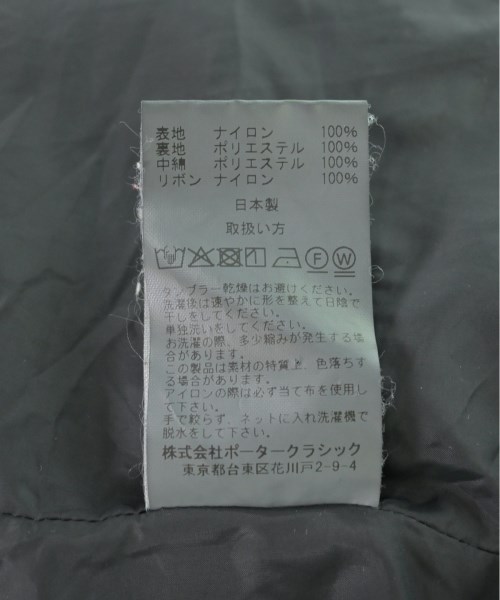 表地 ナイロン 100%
裏地 ポリエステル 100%
中綿 ポリエステル 100%
リボン ナイロン 100%
日本製
取扱い方
F W
タンブラー乾燥はお避けください。
洗濯後は速やかに形を整えて日陰で
干しをしてください。
単独洗いをしてください。
お洗濯の際、多少縮みが発生する場
合があります。
この製品は素材の特質上、色落ちす
る場合があります。
アイロンの際は必ず当て布を使用し
て下さい。
手で絞らず、ネットに入れ洗濯機で
脱水をして下さい。
株式会社ポータークラシック
東京都台東区花川戸2-9-4